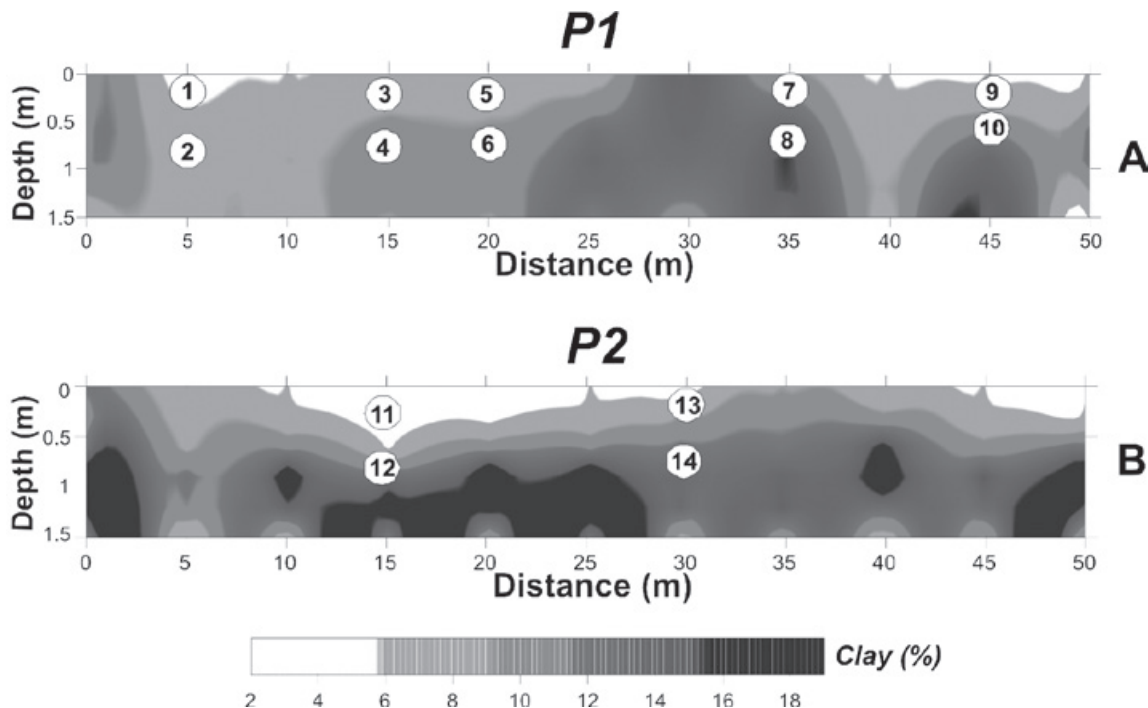 P1
0
0.5
1
1.5
Depth (m)
1 3 5 7 9
2 4 6 8 10
A
0 5 10 15 20 25 30 35 40 45 50
Distance (m)
P2
0
0.5
1
1.5
Depth (m)
11 13
12 14
B
0 5 10 15 20 25 30 35 40 45 50
Distance (m)
Clay (%)
2 4 6 8 10 12 14 16 18